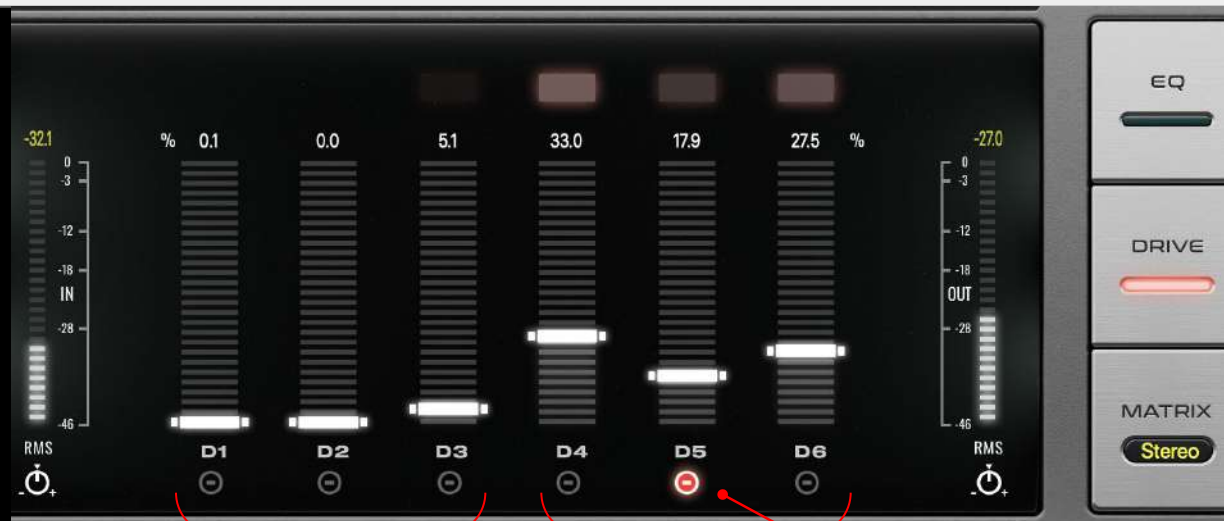 EQ
-32.1
% 0.1 0.0 5.1 33.0 17.9 27.5 %
-27.0
0
-3
-12
-18
IN
-28
-46
RMS
- +
0
-3
-12
-18
OUT
-28
-46
RMS
- +
D1 D2 D3 D4 D5 D6
DRIVE
MATRIX
Stereo